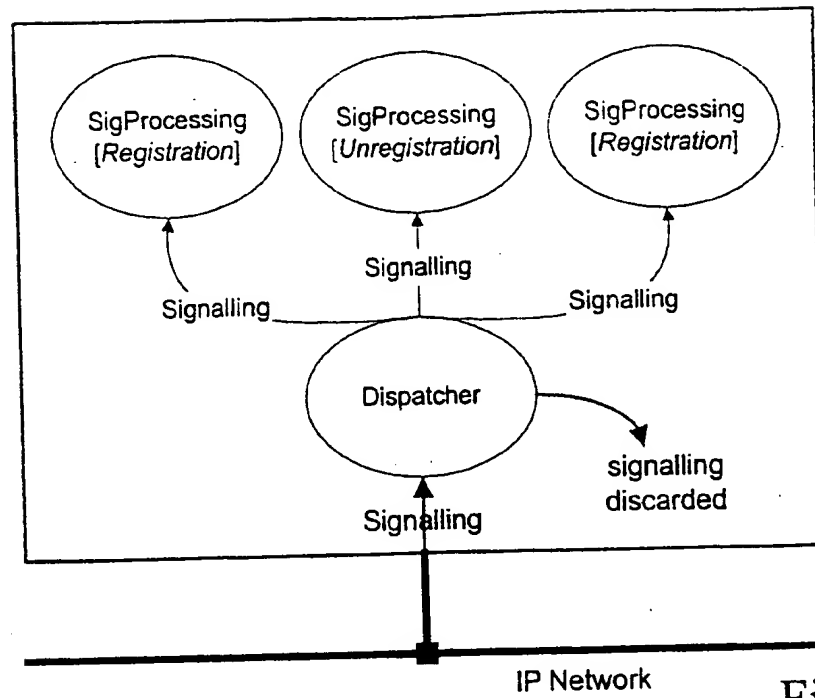 SigProcessing
[Registration]
SigProcessing
[Unregistration]
SigProcessing
[Registration]
Signalling
Signalling
Signalling
Dispatcher
signalling
discarded
Signalling
IP Network